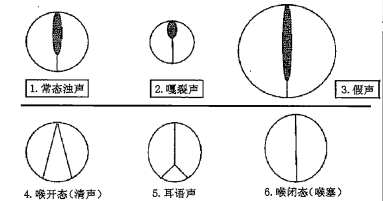 1. 常态浊声
2. 嘎裂声
3. 假声
4. 喉开态(清声)
5. 耳语声
6. 喉闭态(喉塞)